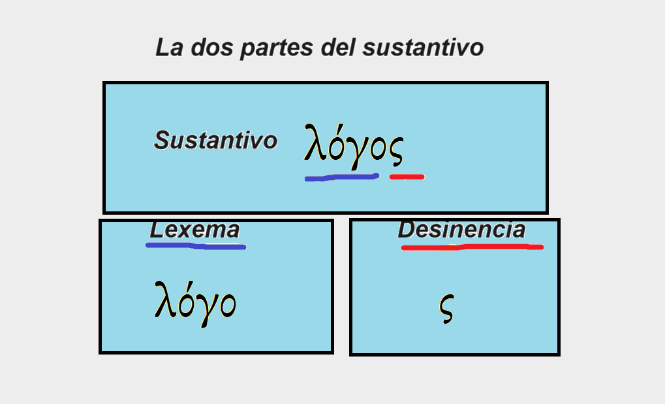 La dos partes del sustantivo
Sustantivo λόγος
Lexema
λόγο
Desinencia
ς